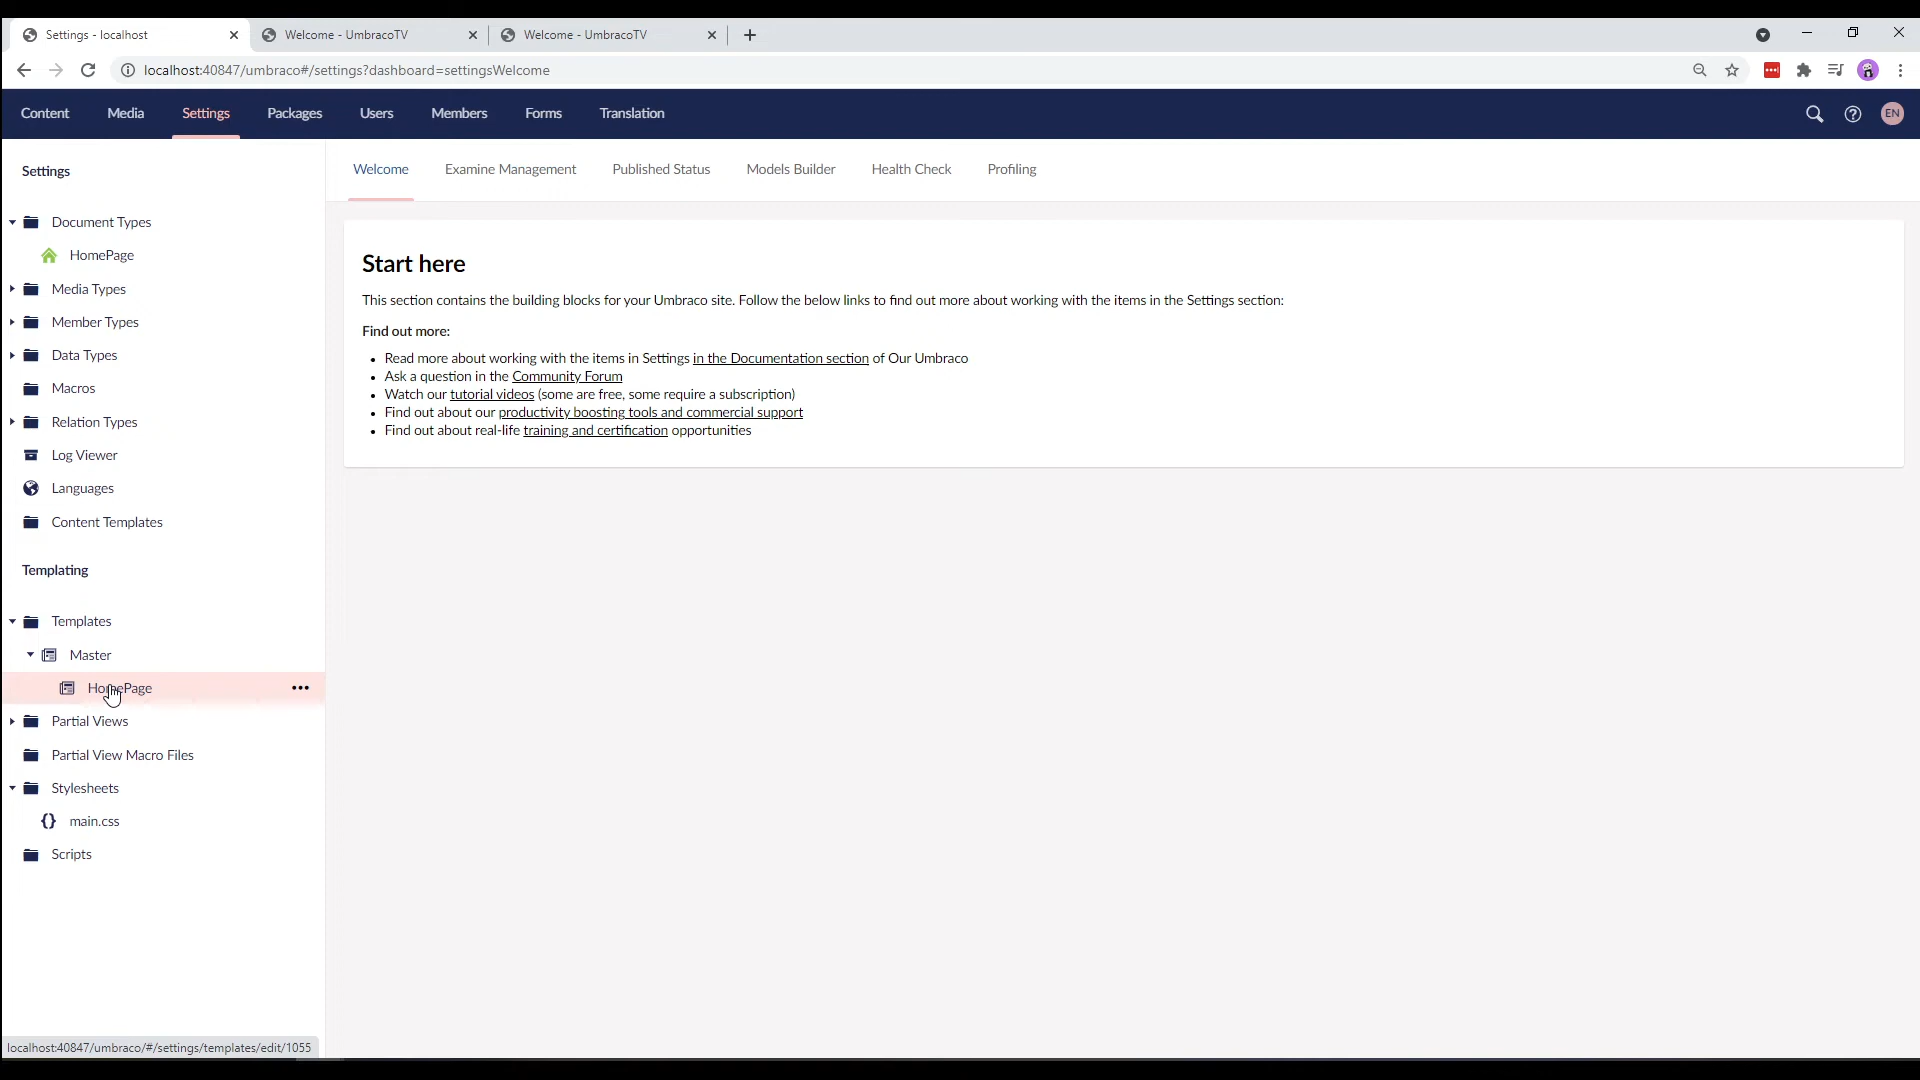 Settings - localhost
Welcome - UmbracoTV
Welcome - UmbracoTV
localhost:40847/umbraco#/settings?dashboard=settingsWelcome
Content Media Settings Packages Users Members Forms Translation
EN
Settings
Welcome Examine Management Published Status Models Builder Health Check Profiling
Document Types
HomePage
Media Types
Member Types
Data Types
Macros
Relation Types
Log Viewer
Languages
Content Templates
Templating
Templates
Master
HomePage
Partial Views
Partial View Macro Files
Stylesheets
main.css
Scripts
Start here
This section contains the building blocks for your Umbraco site. Follow the below links to find out more about working with the items in the Settings section:
Find out more:
• Read more about working with the items in Settings in the Documentation section of Our Umbraco
• Ask a question in the Community Forum
• Watch our tutorial videos (some are free, some require a subscription)
• Find out about our productivity boosting tools and commercial support
• Find out about real-life training and certification opportunities
localhost:40847/umbraco/#/settings/templates/edit/1055